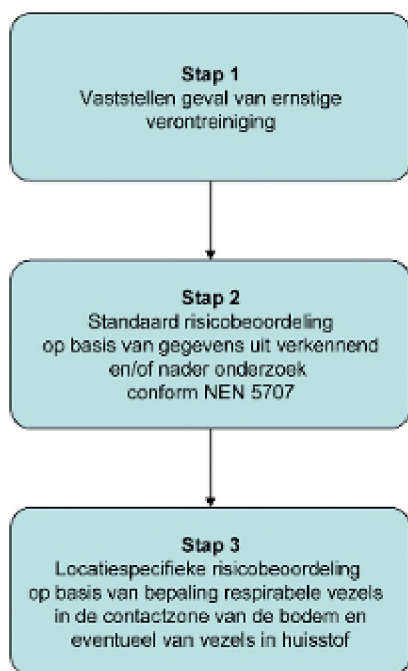 Stap 1
Vaststellen geval van ernstige
verontreiniging
Stap 2
Standaard risicobeoordeling
op basis van gegevens uit verkennend
en/of nader onderzoek
conform NEN 5707
Stap 3
Locatiespecifieke risicobeoordeling
op basis van bepaling respirabele vezels
in de contactzone van de bodem en
eventueel van vezels in huisstof